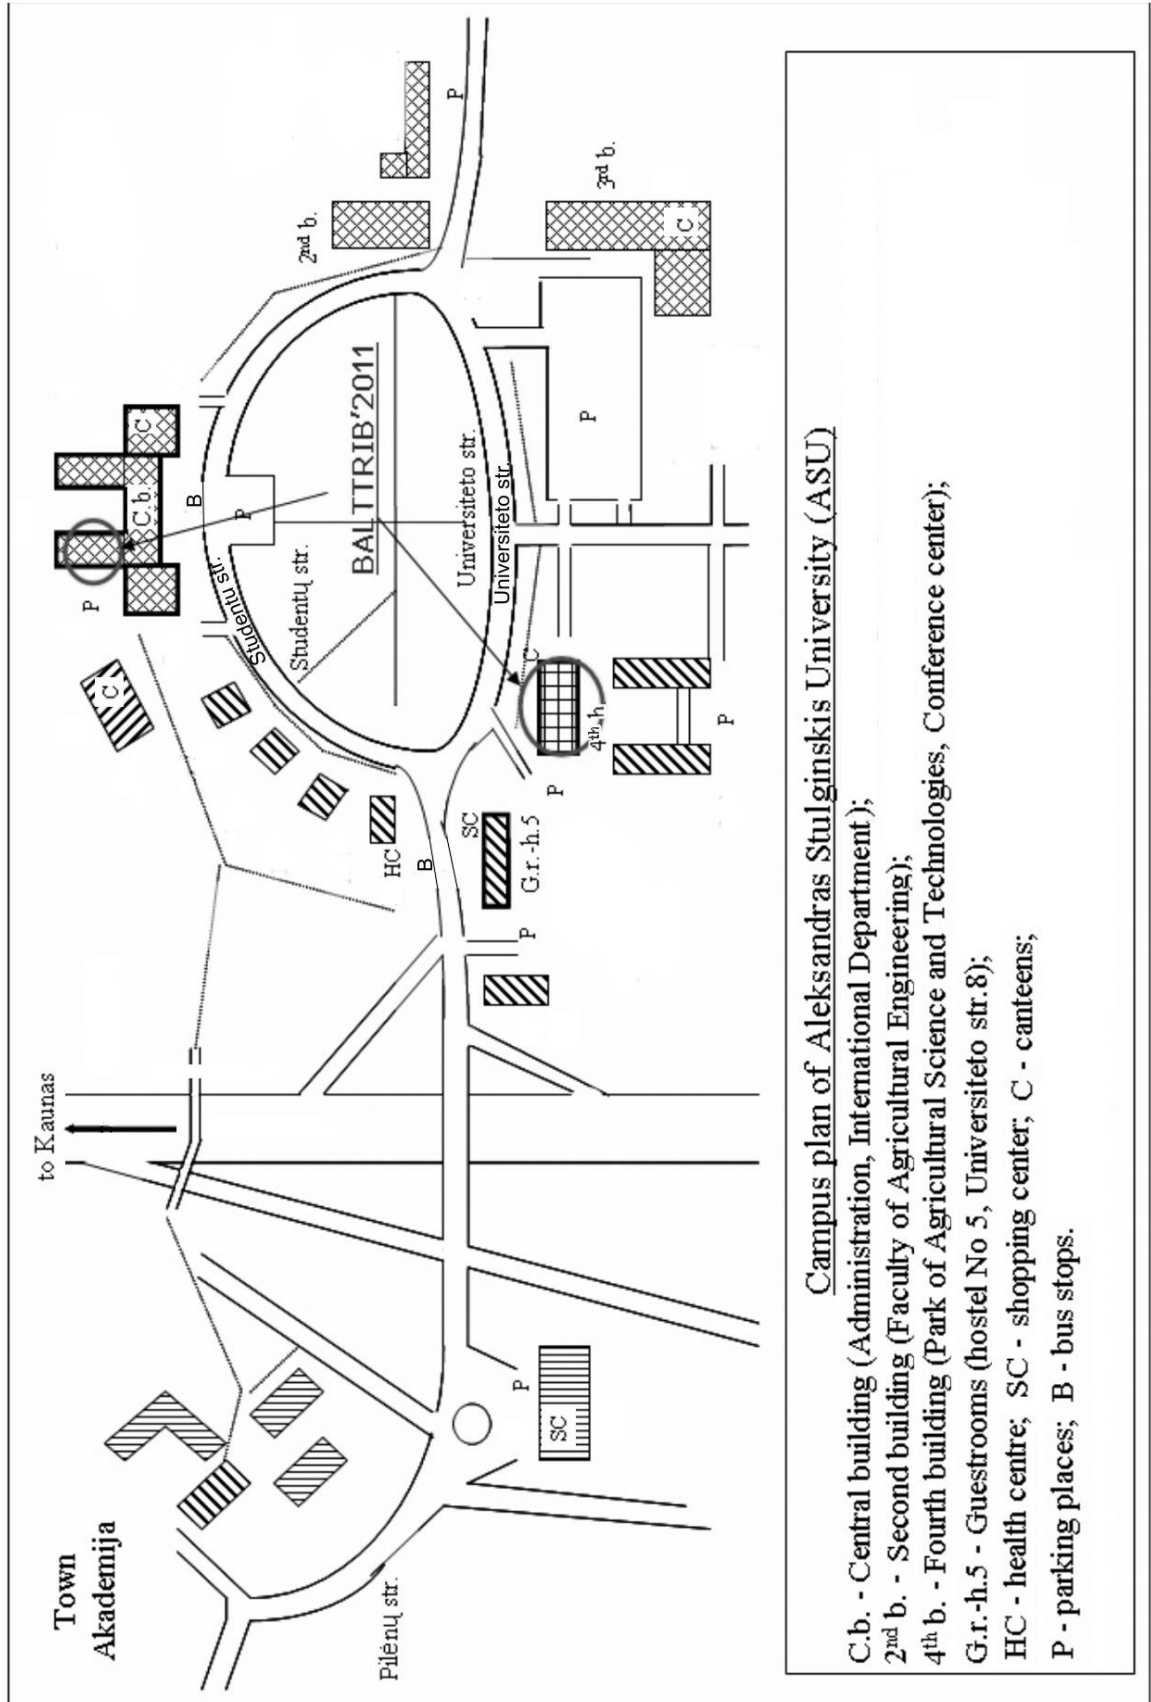 Town
Akademija
to Kaunas
Pilėnų str.
SC
P
P
P
P
C
HC
B
SC
G.r.-h.5
C.b.
C
B
P
Studentu str.
Studentų str.
BALTTRIB'2011
Universiteto str.
Universiteto str.
C
4th h
P
P
P
2nd b.
P
3rd b.
C
Campus plan of Aleksandras Stulginskis University (ASU)
C.b. - Central building (Administration, International Department);
2nd b. - Second building (Faculty of Agricultural Engineering);
4th b. - Fourth building (Park of Agricultural Science and Technologies, Conference center);
G.r.-h.5 - Guestrooms (hostel No 5, Universiteto str.8);
HC - health centre; SC - shopping center; C - canteens;
P - parking places; B - bus stops.